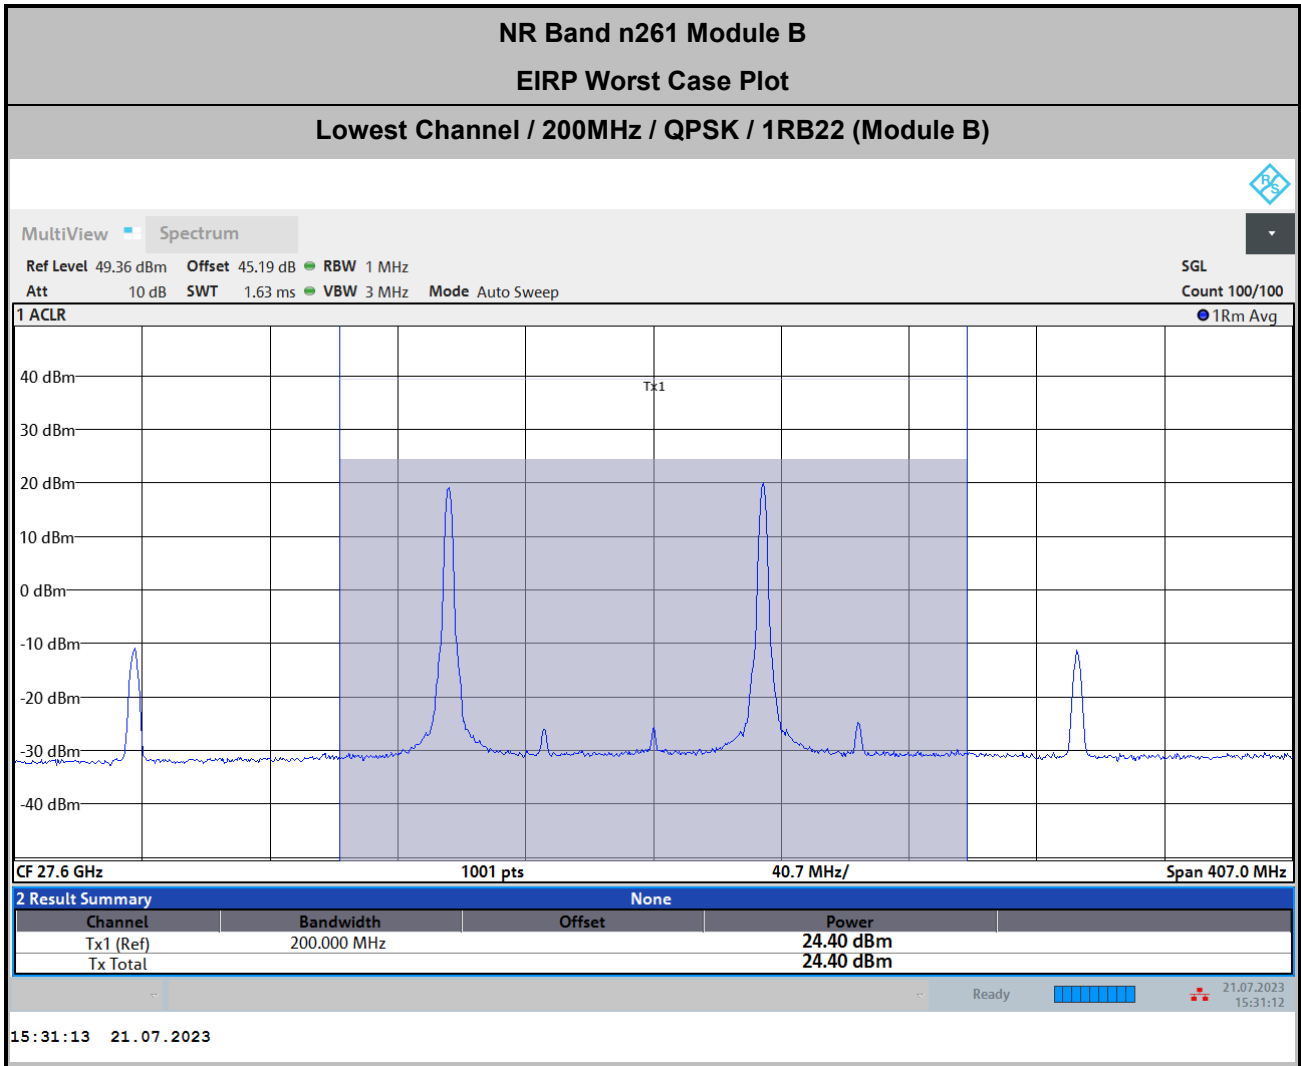 NR Band n261 Module B
EIRP Worst Case Plot
Lowest Channel / 200MHz / QPSK / 1RB22 (Module B)
R&S
MultiView Spectrum
Ref Level 49.36 dBm Offset 45.19 dB RBW 1 MHz SGL
Att 10 dB SWT 1.63 ms VBW 3 MHz Mode Auto Sweep Count 100/100
1 ACLR 1Rm Avg
40 dBm
Tx1
30 dBm
20 dBm
10 dBm
0 dBm
-10 dBm
-20 dBm
-30 dBm
-40 dBm
CF 27.6 GHz 1001 pts 40.7 MHz/ Span 407.0 MHz
2 Result Summary None
Channel Bandwidth Offset Power
Tx1 (Ref) 200.000 MHz 24.40 dBm
Tx Total 24.40 dBm
Ready 21.07.2023
15:31:12
15:31:13 21.07.2023